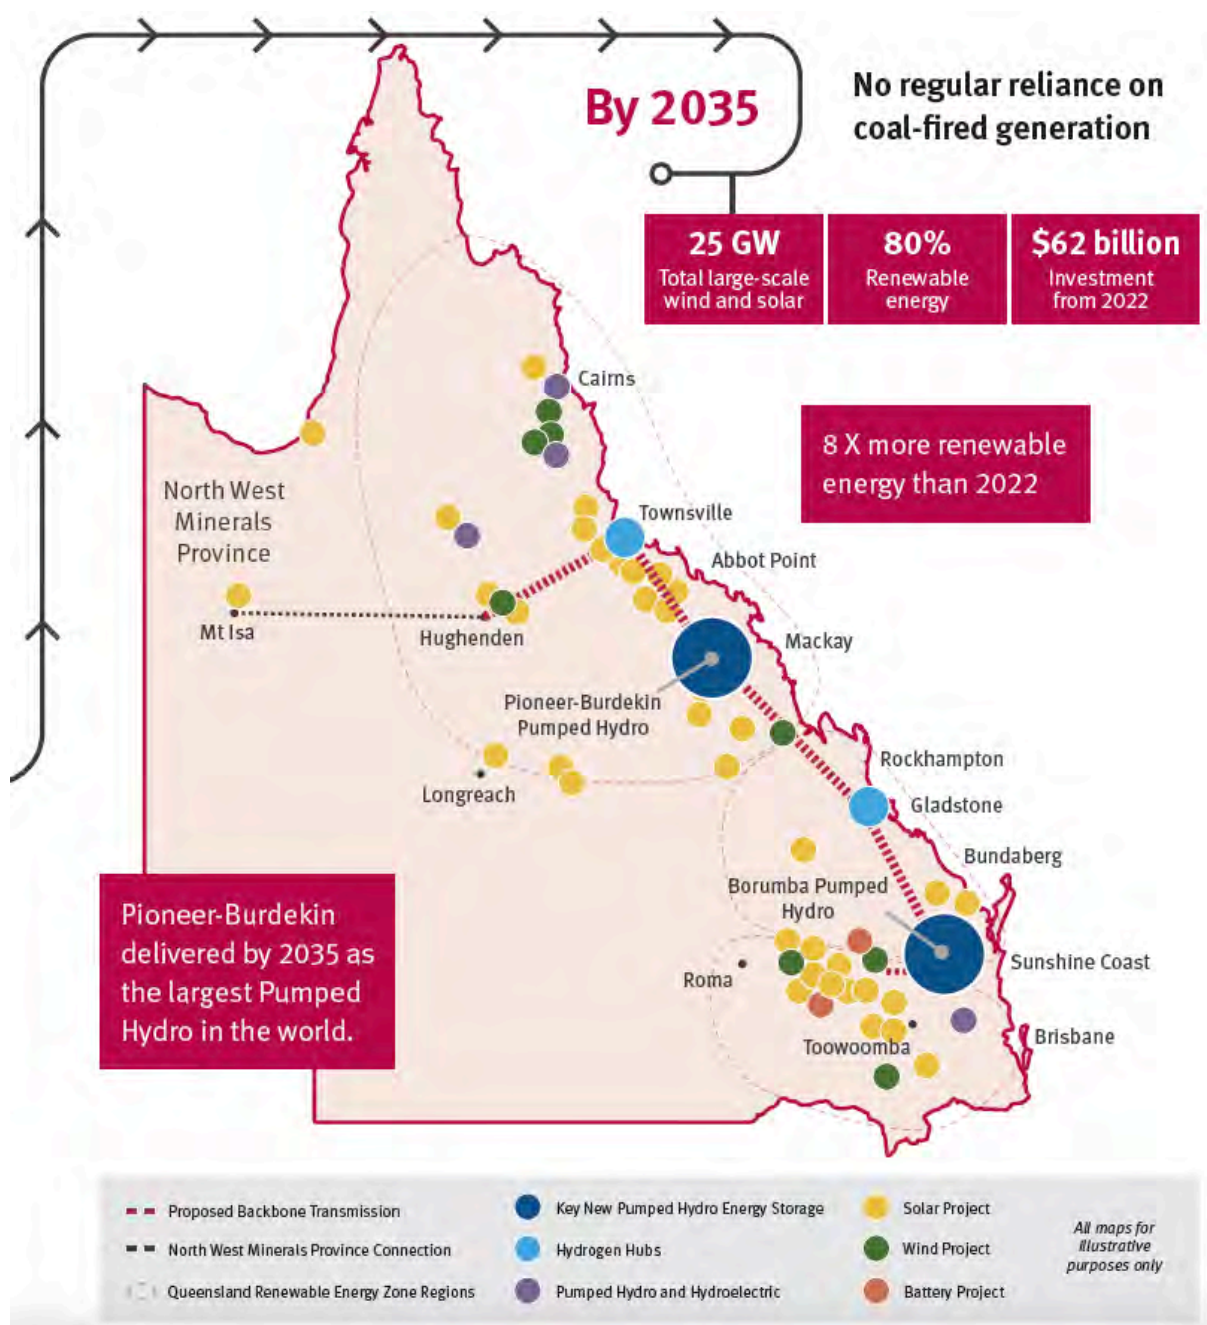 By 2035
No regular reliance on
coal-fired generation
25 GW
Total large-scale
wind and solar
80%
Renewable
energy
$62 billion
Investment
from 2022
8 X more renewable
energy than 2022
Cairns
North West
Minerals
Province
Townsville
Abbot Point
Mt Isa
Hughenden
Mackay
Pioneer-Burdekin
Pumped Hydro
Longreach
Rockhampton
Gladstone
Bundaberg
Borumba Pumped
Hydro
Roma
Sunshine Coast
Toowoomba
Brisbane
Pioneer-Burdekin
delivered by 2035 as
the largest Pumped
Hydro in the world.
Proposed Backbone Transmission
North West Minerals Province Connection
Queensland Renewable Energy Zone Regions
Key New Pumped Hydro Energy Storage
Hydrogen Hubs
Pumped Hydro and Hydroelectric
Solar Project
Wind Project
Battery Project
All maps for
illustrative
purposes only